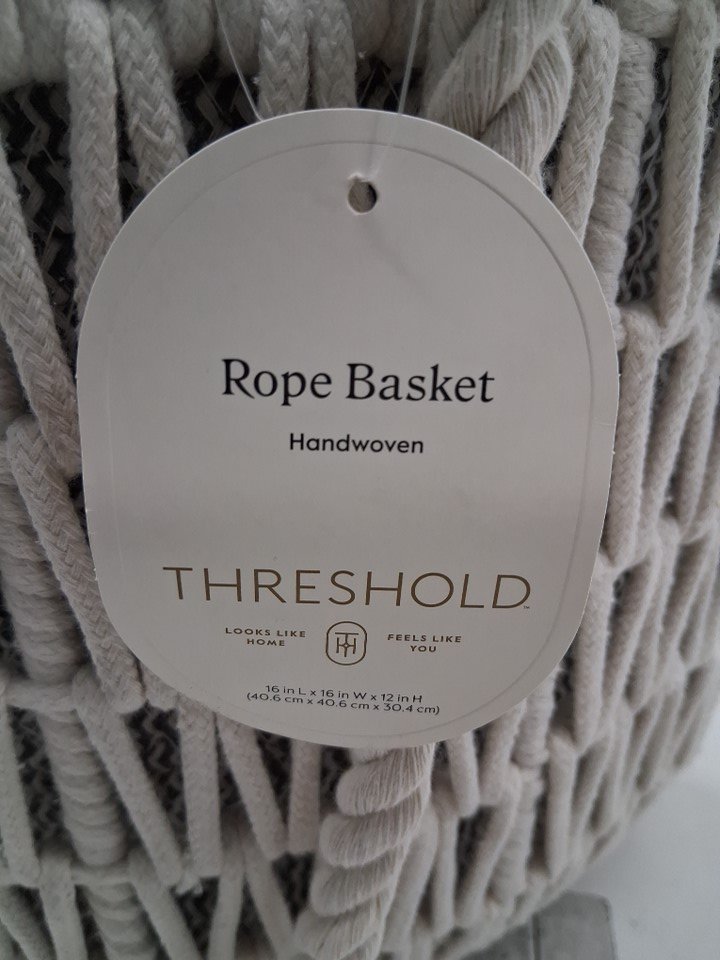 Rope Basket
Handwoven
THRESHOLD™
LOOKS LIKE
HOME
FEELS LIKE
YOU
16 in L x 16 in W x 12 in H
(40.6 cm x 40.6 cm x 30.4 cm)